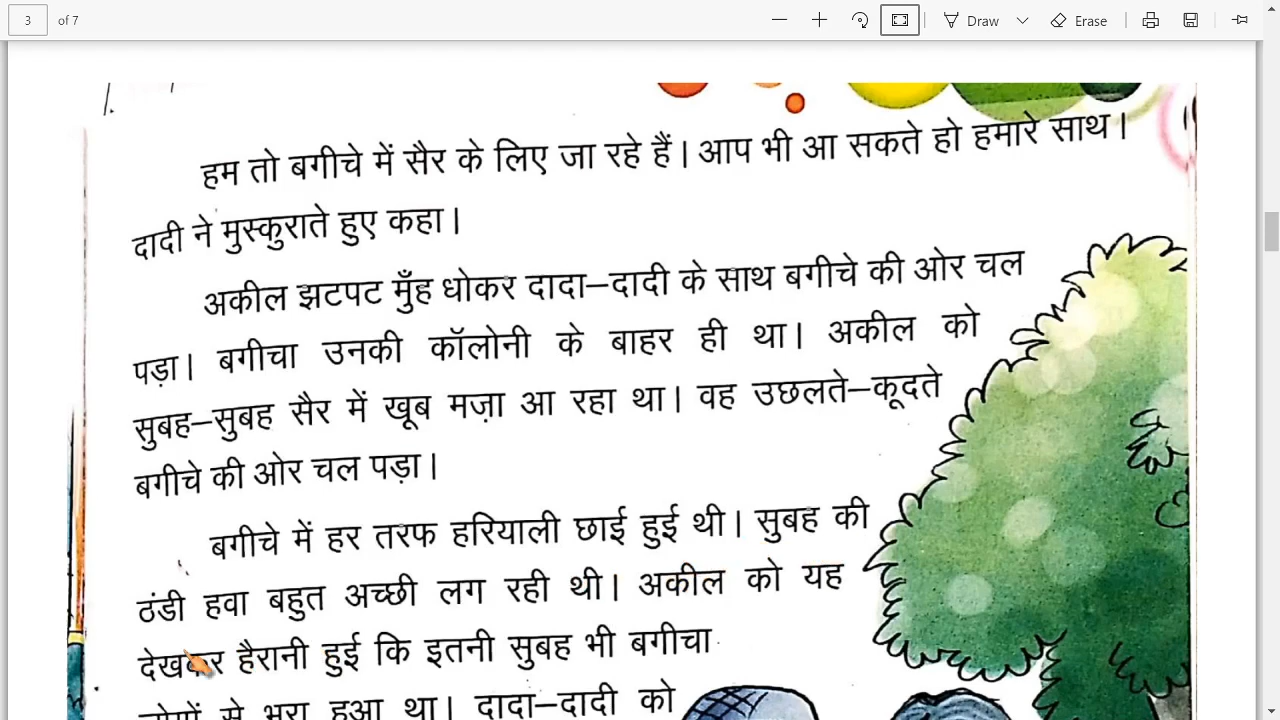 3 of 7
Draw
Erase
हम तो बगीचे में सैर के लिए जा रहे हैं। आप भी आ सकते हो हमारे साथ।
दादी ने मुस्कुराते हुए कहा।
अकील झटपट मुँह धोकर दादा–दादी के साथ बगीचे की ओर चल
पड़ा। बगीचा उनकी कॉलोनी के बाहर ही था। अकील को
सुबह–सुबह सैर में खूब मज़ा आ रहा था। वह उछलते–कूदते
बगीचे की ओर चल पड़ा।
बगीचे में हर तरफ हरियाली छाई हुई थी। सुबह की
ठंडी हवा बहुत अच्छी लग रही थी। अकील को यह
देखकर हैरानी हुई कि इतनी सुबह भी बगीचा
लोगों से भरा हुआ था। दादा–दादी को